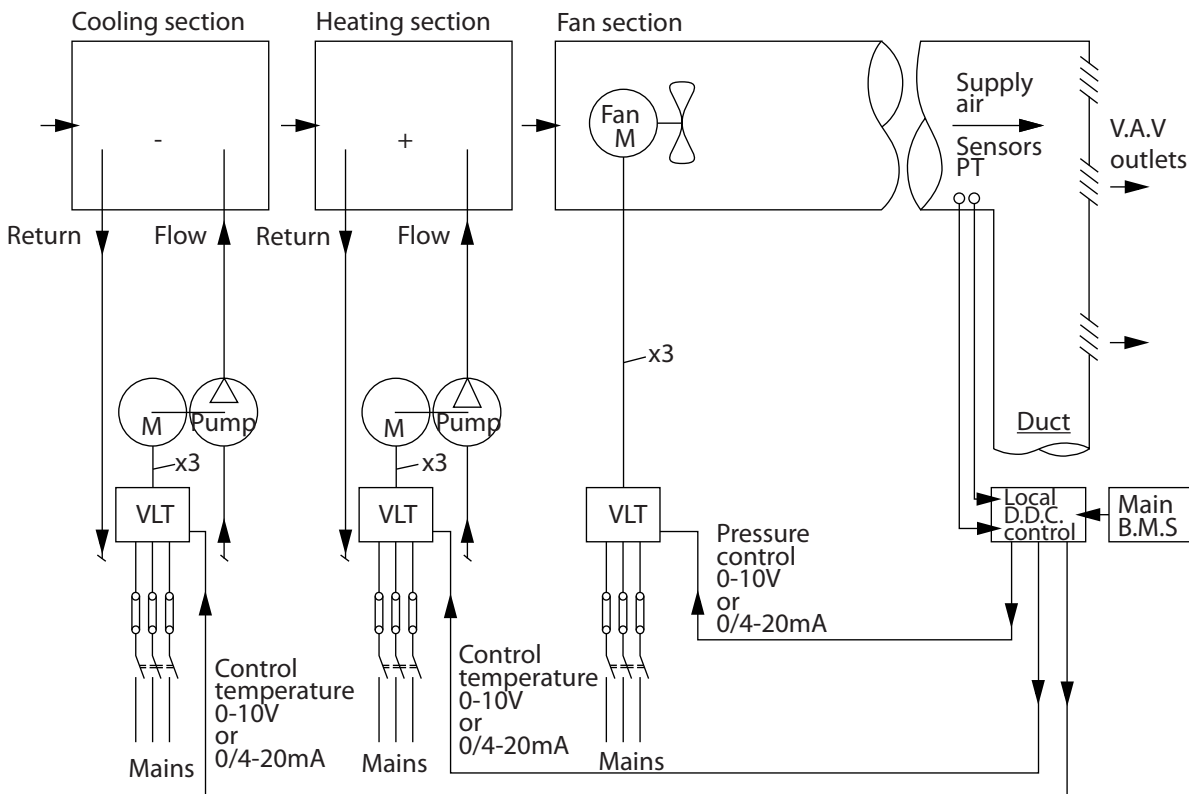 Cooling section
Heating section
Fan section
-
+
Fan
M
Supply
air
Sensors
PT
V.A.V
outlets
Return
Flow
Return
Flow
x3
M
Pump
M
Pump
Duct
x3
x3
VLT
VLT
VLT
Local
D.D.C.
control
Main
B.M.S
Pressure
control
0-10V
or
0/4-20mA
Control
temperature
0-10V
or
0/4-20mA
Control
temperature
0-10V
or
0/4-20mA
Mains
Mains
Mains